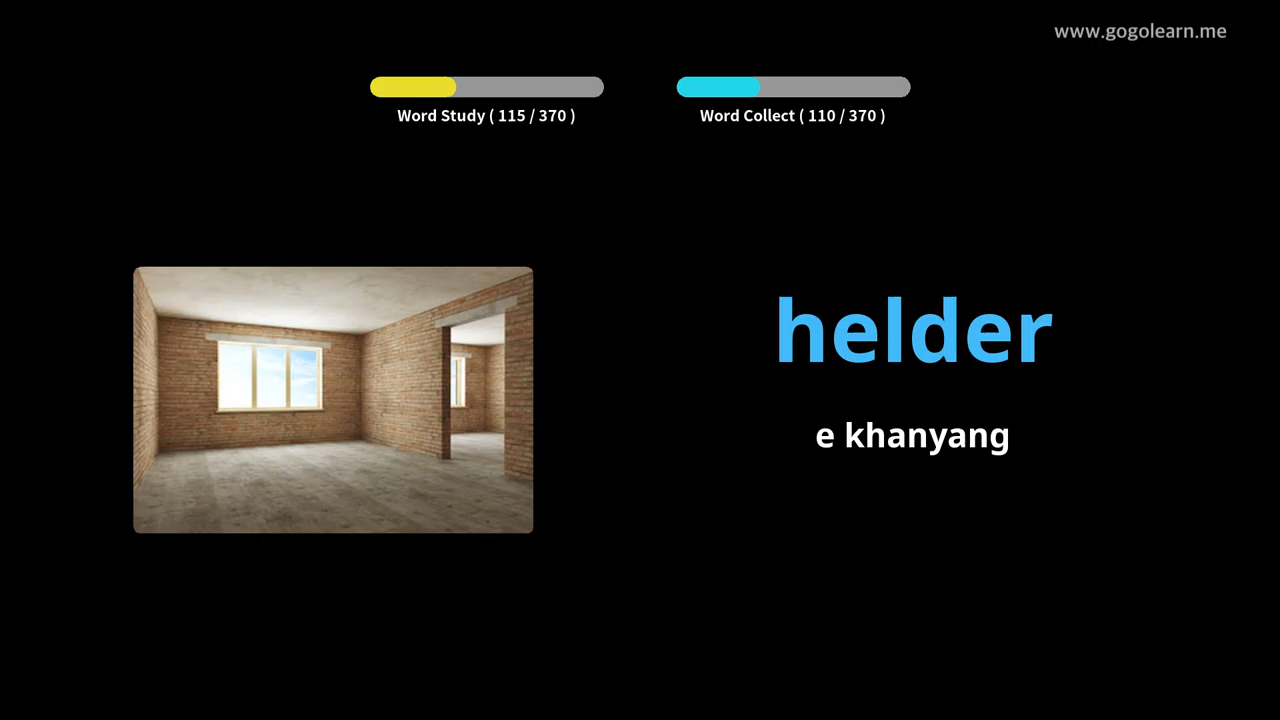 www.gogolearn.me
Word Study ( 115 / 370 )
Word Collect ( 110 / 370 )
helder
e khanyang